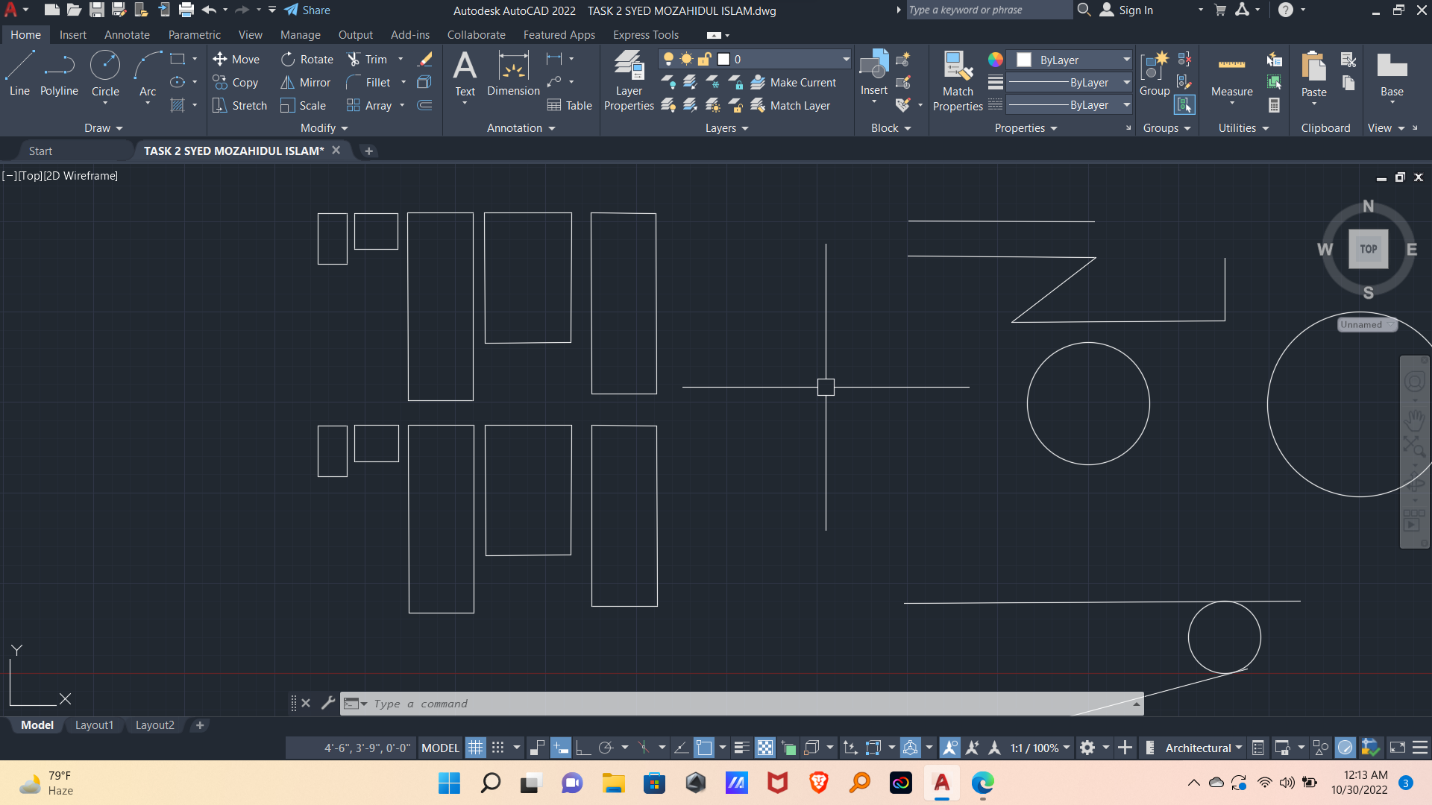 Share
Autodesk AutoCAD 2022 TASK 2 SYED MOZAHIDUL ISLAM.dwg
Type a keyword or phrase
Sign In
Home Insert Annotate Parametric View Manage Output Add-ins Collaborate Featured Apps Express Tools
Move Rotate Trim
Copy Mirror Fillet
Stretch Scale Array
Line Polyline Circle Arc
Text Dimension Table
Layer Properties
0
Make Current
Match Layer
Insert
Match Properties
ByLayer
ByLayer
ByLayer
Group
Measure
Paste
Base
Draw Modify Annotation Layers Block Properties Groups Utilities Clipboard View
Start TASK 2 SYED MOZAHIDUL ISLAM*
[−][Top][2D Wireframe]
N
W TOP E
S
Unnamed
Y
X
Type a command
Model Layout1 Layout2
4'-6", 3'-9", 0'-0" MODEL 1:1 / 100% Architectural
79°F
Haze
12:13 AM
10/30/2022
3